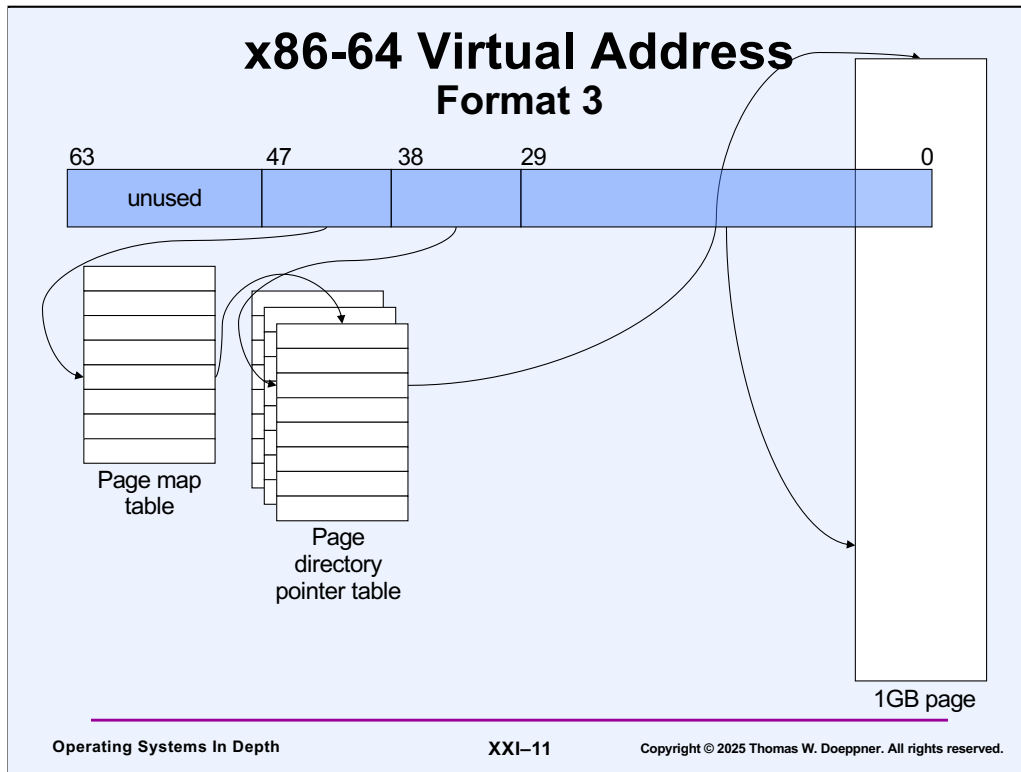 x86-64 Virtual Address
Format 3
63 47 38 29 0
unused
Page map
table
Page
directory
pointer table
1GB page
Operating Systems In Depth XXI–11 Copyright © 2025 Thomas W. Doeppner. All rights reserved.